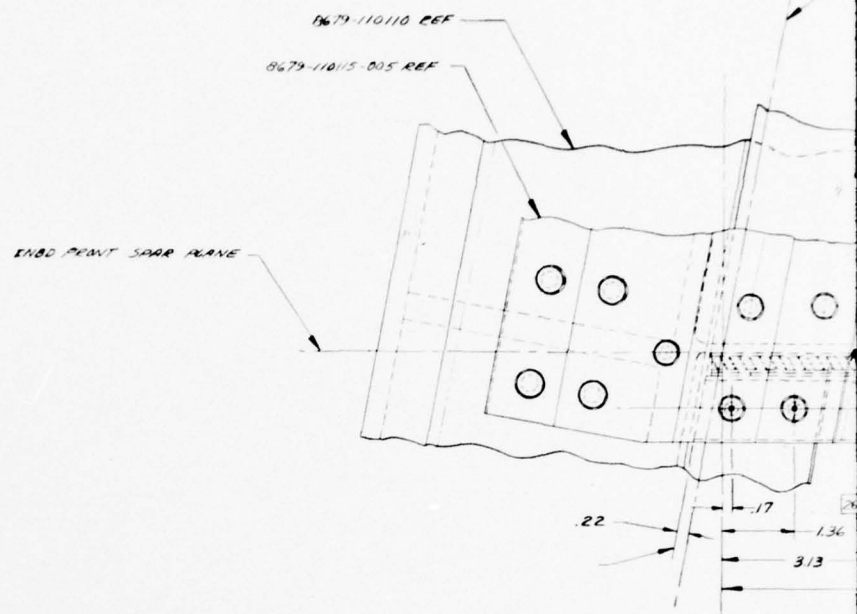 8679-110110 REF
8679-110115-005 REF
INBD FRONT SPAR PLANE
.17
.22
1.36
3.13